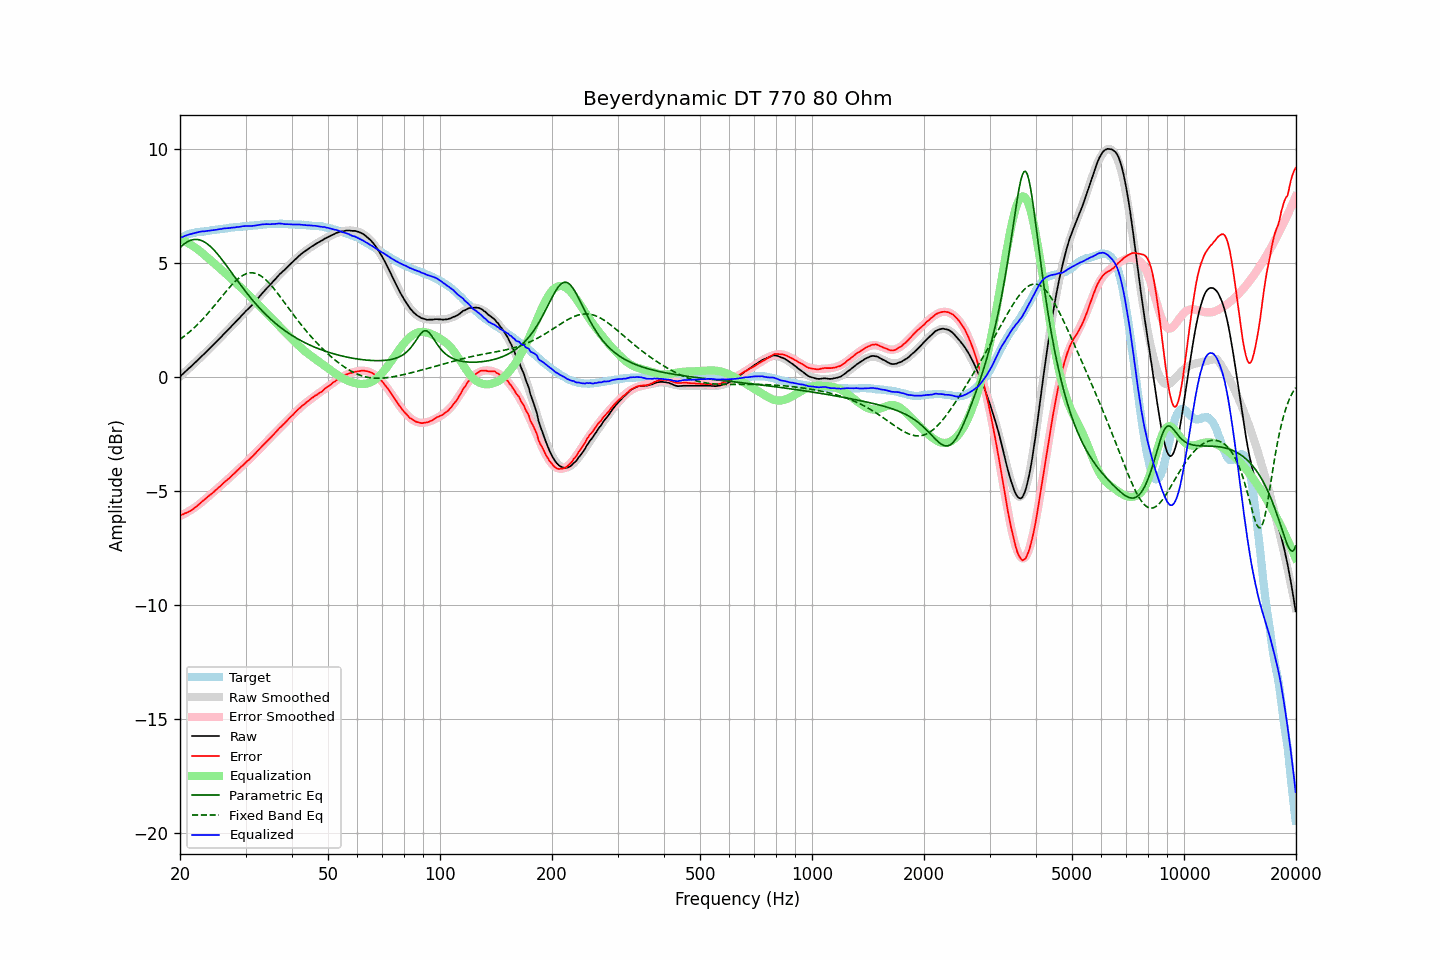 Beyerdynamic DT 770 80 Ohm
Amplitude (dBr)
10
5
0
−5
−10
−15
−20
Target
Raw Smoothed
Error Smoothed
Raw
Error
Equalization
Parametric Eq
Fixed Band Eq
Equalized
20 50 100 200 500 1000 2000 5000 10000 20000
Frequency (Hz)